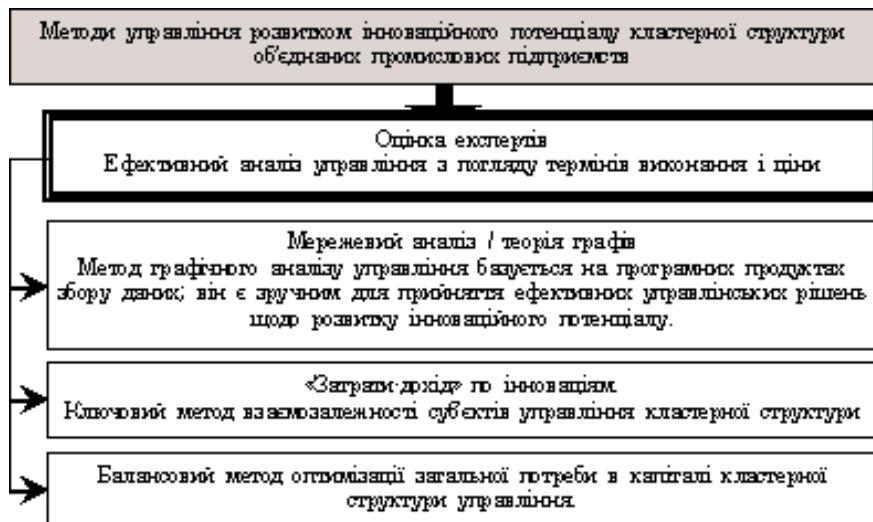 Методи управління розвитком інноваційного потенціалу кластерної структури
об'єднаних промислових підприємств
Оцінка експертів
Ефективний аналіз управління з погляду термінів виконання і ціни
Мережевий аналіз / теорія графів
Метод графічного аналізу управління базується на програмних продуктах
збору даних; він є зручним для прийняття ефективних управлінських рішень
щодо розвитку інноваційного потенціалу.
«Затрати-дохід» по інноваціям.
Ключовий метод взаємозалежності суб'єктів управління кластерної структури
Балансовий метод оптимізації загальної потреби в капіталі кластерної
структури управління.